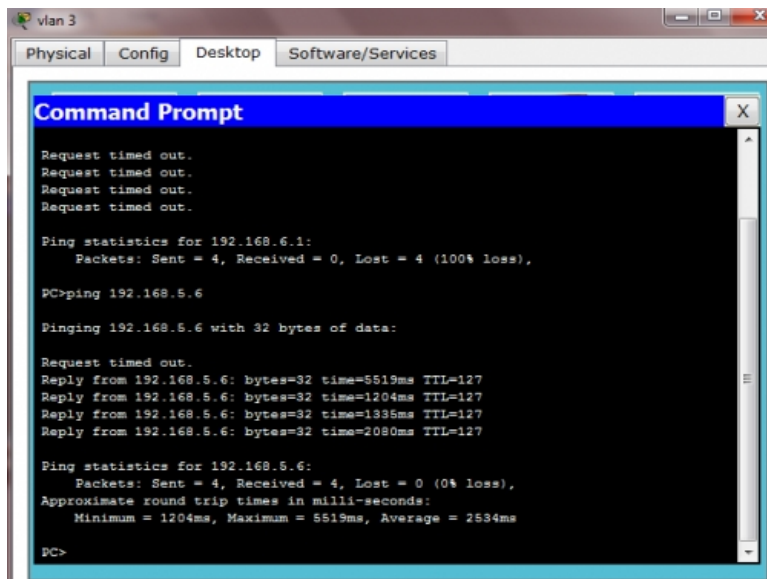 vlan 3
Physical Config Desktop Software/Services
Command Prompt X
Request timed out.
Request timed out.
Request timed out.
Request timed out.
Ping statistics for 192.168.6.1:
Packets: Sent = 4, Received = 0, Lost = 4 (100% loss),
PC>ping 192.168.5.6
Pinging 192.168.5.6 with 32 bytes of data:
Request timed out.
Reply from 192.168.5.6: bytes=32 time=5519ms TTL=127
Reply from 192.168.5.6: bytes=32 time=1204ms TTL=127
Reply from 192.168.5.6: bytes=32 time=1335ms TTL=127
Reply from 192.168.5.6: bytes=32 time=2080ms TTL=127
Ping statistics for 192.168.5.6:
Packets: Sent = 4, Received = 4, Lost = 0 (0% loss),
Approximate round trip times in milli-seconds:
Minimum = 1204ms, Maximum = 5519ms, Average = 2534ms
PC>